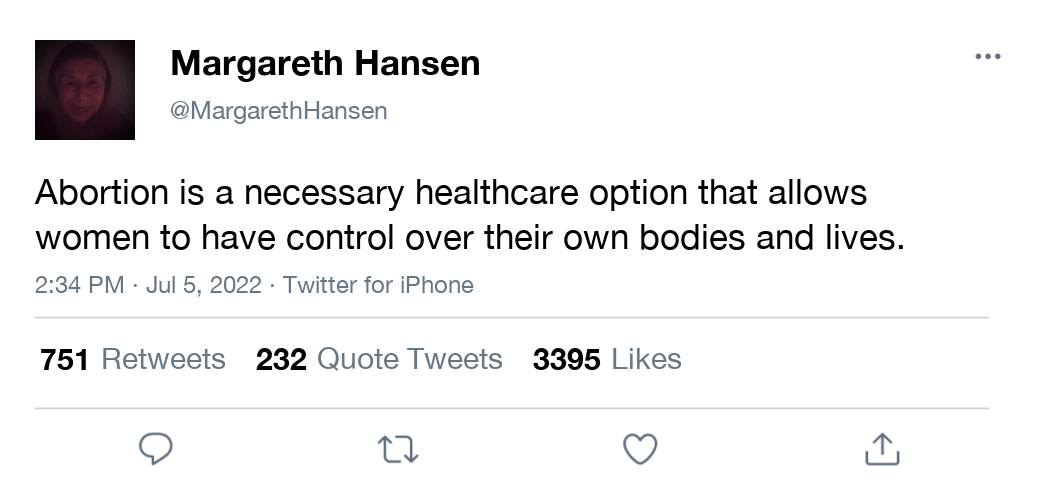 Margareth Hansen
@MargarethHansen
Abortion is a necessary healthcare option that allows
women to have control over their own bodies and lives.
2:34 PM · Jul 5, 2022 · Twitter for iPhone
751 Retweets 232 Quote Tweets 3395 Likes